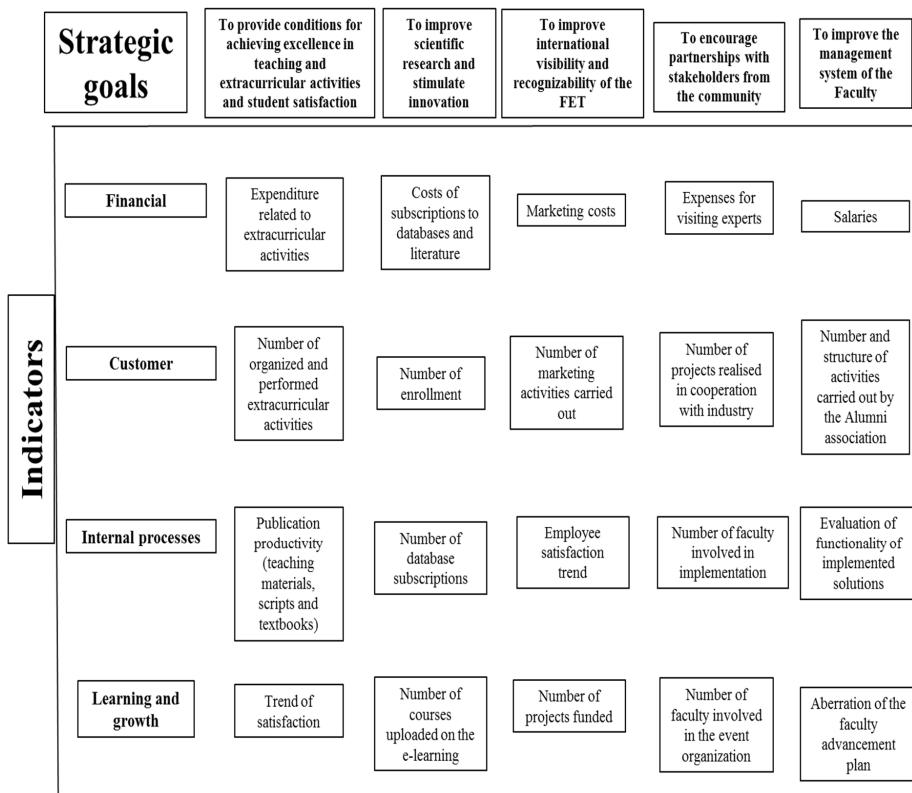 Strategic
goals
To provide conditions for
achieving excellence in
teaching and
extracurricular activities
and student satisfaction
To improve
scientific
research and
stimulate
innovation
To improve
international
visibility and
recognizability of the
FET
To encourage
partnerships with
stakeholders from
the community
To improve the
management
system of the
Faculty
Indicators
Financial
Expenditure
related to
extracurricular
activities
Costs of
subscriptions to
databases and
literature
Marketing costs
Expenses for
visiting experts
Salaries
Customer
Number of
organized and
performed
extracurricular
activities
Number of
enrollment
Number of
marketing
activities carried
out
Number of
projects realised
in cooperation
with industry
Number and
structure of
activities
carried out by
the Alumni
association
Internal processes
Publication
productivity
(teaching
materials,
scripts and
textbooks)
Number of
database
subscriptions
Employee
satisfaction
trend
Number of faculty
involved in
implementation
Evaluation of
functionality of
implemented
solutions
Learning and
growth
Trend of
satisfaction
Number of
courses
uploaded on the
e-learning
Number of
projects funded
Number of
faculty involved
in the event
organization
Aberration of the
faculty
advancement
plan